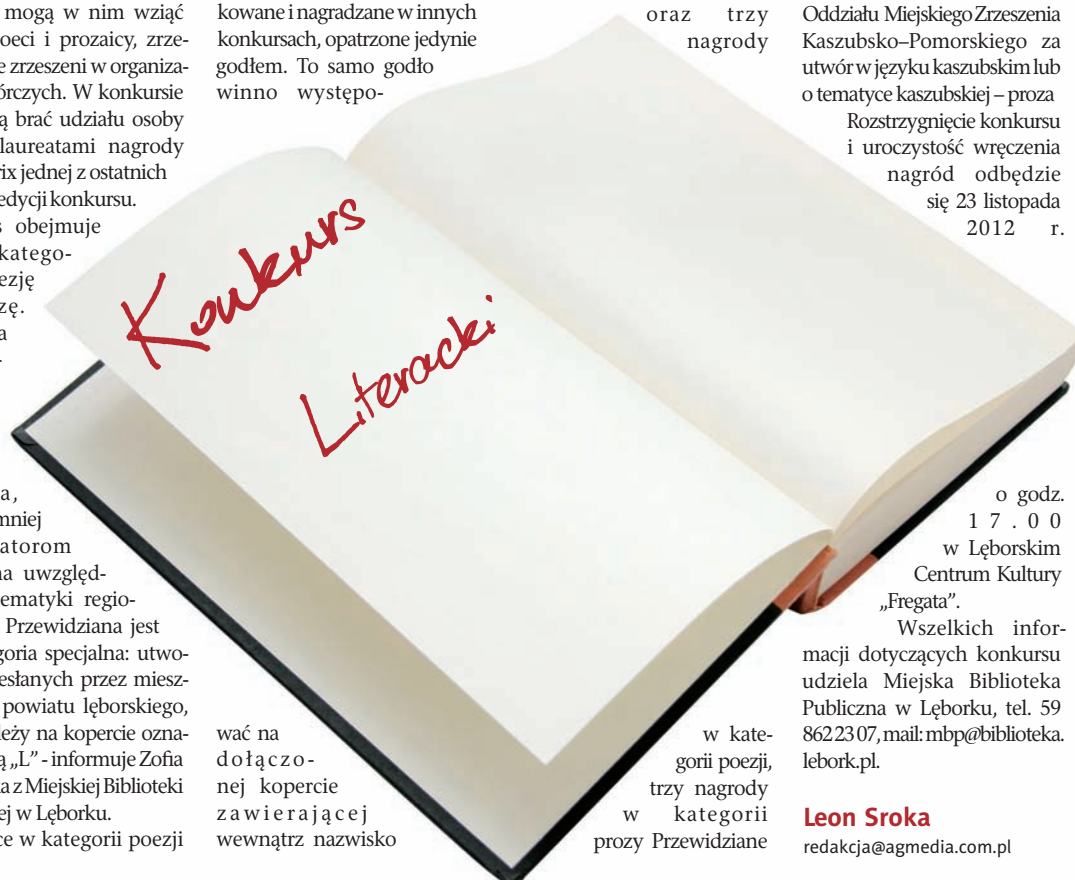 mogą w nim wziąć
oeci i prozaicy, zrze-
e zrzeszeni w organiza-
órczych. W konkursie
ą brać udziału osoby
laureatami nagrody
rix jednej z ostatnich
edycji konkursu.
s obejmuje
katego-
ezję
zę.
a
a,
mniej
atorom
na uwzględ-
ematyki regio-
Przewidziana jest
goria specjalna: utwo-
esłanych przez miesz-
powiatu lęborskiego,
leży na kopercie ozna-
ą „L” - informuje Zofia
ka z Miejskiej Biblioteki
ej w Lęborku.
ce w kategorii poezji
kowane i nagradzane w innych
konkursach, opatrzone jedynie
godłem. To samo godło
winno występo-
Konkurs
Literacki
wać na
dołączo-
nej kopercie
zawierającej
wewnątrz nazwisko
oraz trzy
nagrody
w kate-
gorii poezji,
trzy nagrody
w kategorii
prozy Przewidziane
Oddziału Miejskiego Zrzeszenia
Kaszubsko–Pomorskiego za
utwór w języku kaszubskim lub
o tematyce kaszubskiej – proza
Rozstrzygnięcie konkursu
i uroczystość wręczenia
nagród odbędzie
się 23 listopada
2012 r.
o godz.
17.00
w Lęborskim
Centrum Kultury
„Fregata”.
Wszelkich infor-
macji dotyczących konkursu
udziela Miejska Biblioteka
Publiczna w Lęborku, tel. 59
862 23 07, mail: mbp@biblioteka.
lebork.pl.
Leon Sroka
redakcja@agmedia.com.pl